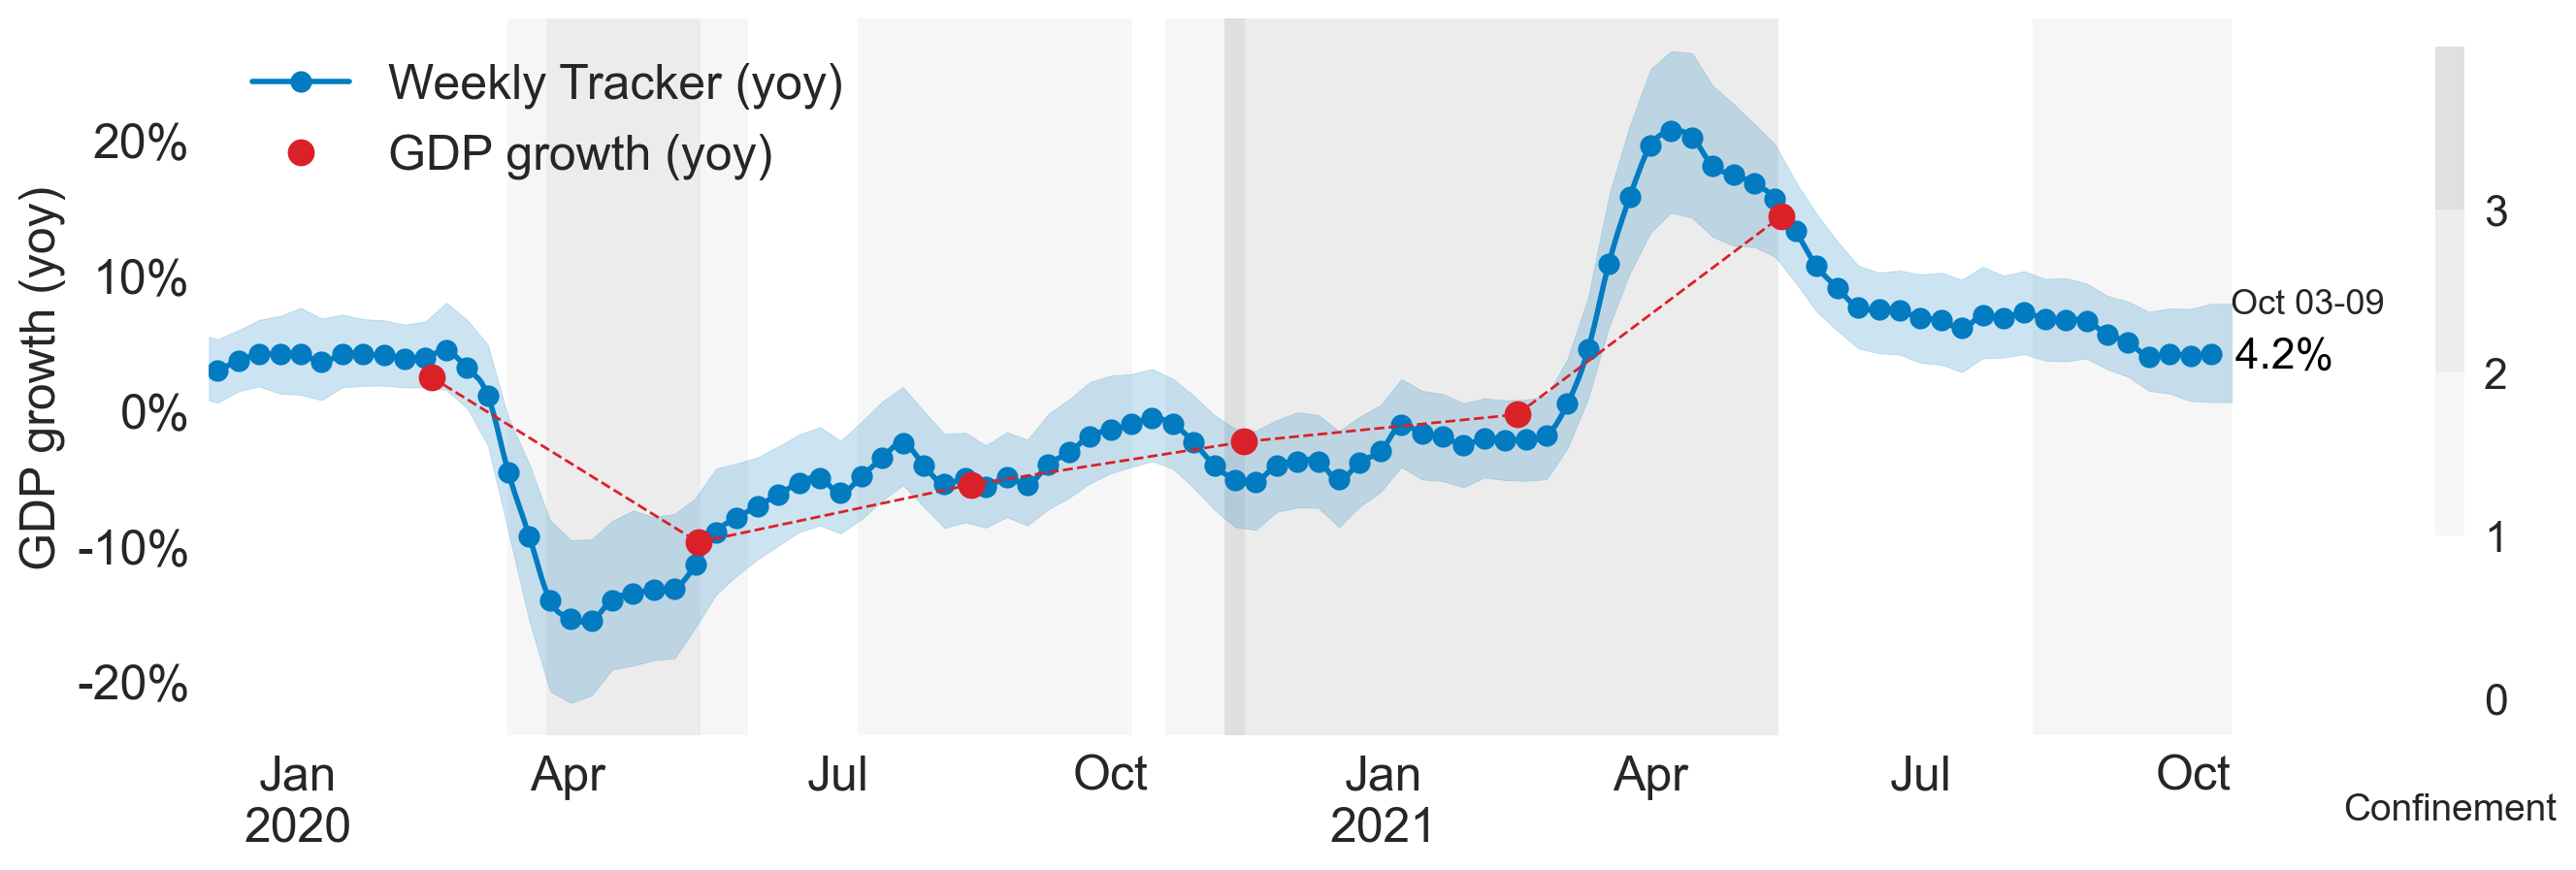 Weekly Tracker (yoy)
GDP growth (yoy)
GDP growth (yoy)
20%
10%
0%
-10%
-20%
Jan
2020
Apr
Jul
Oct
Jan
2021
Apr
Jul
Oct
Oct 03-09
4.2%
3
2
1
0
Confinement